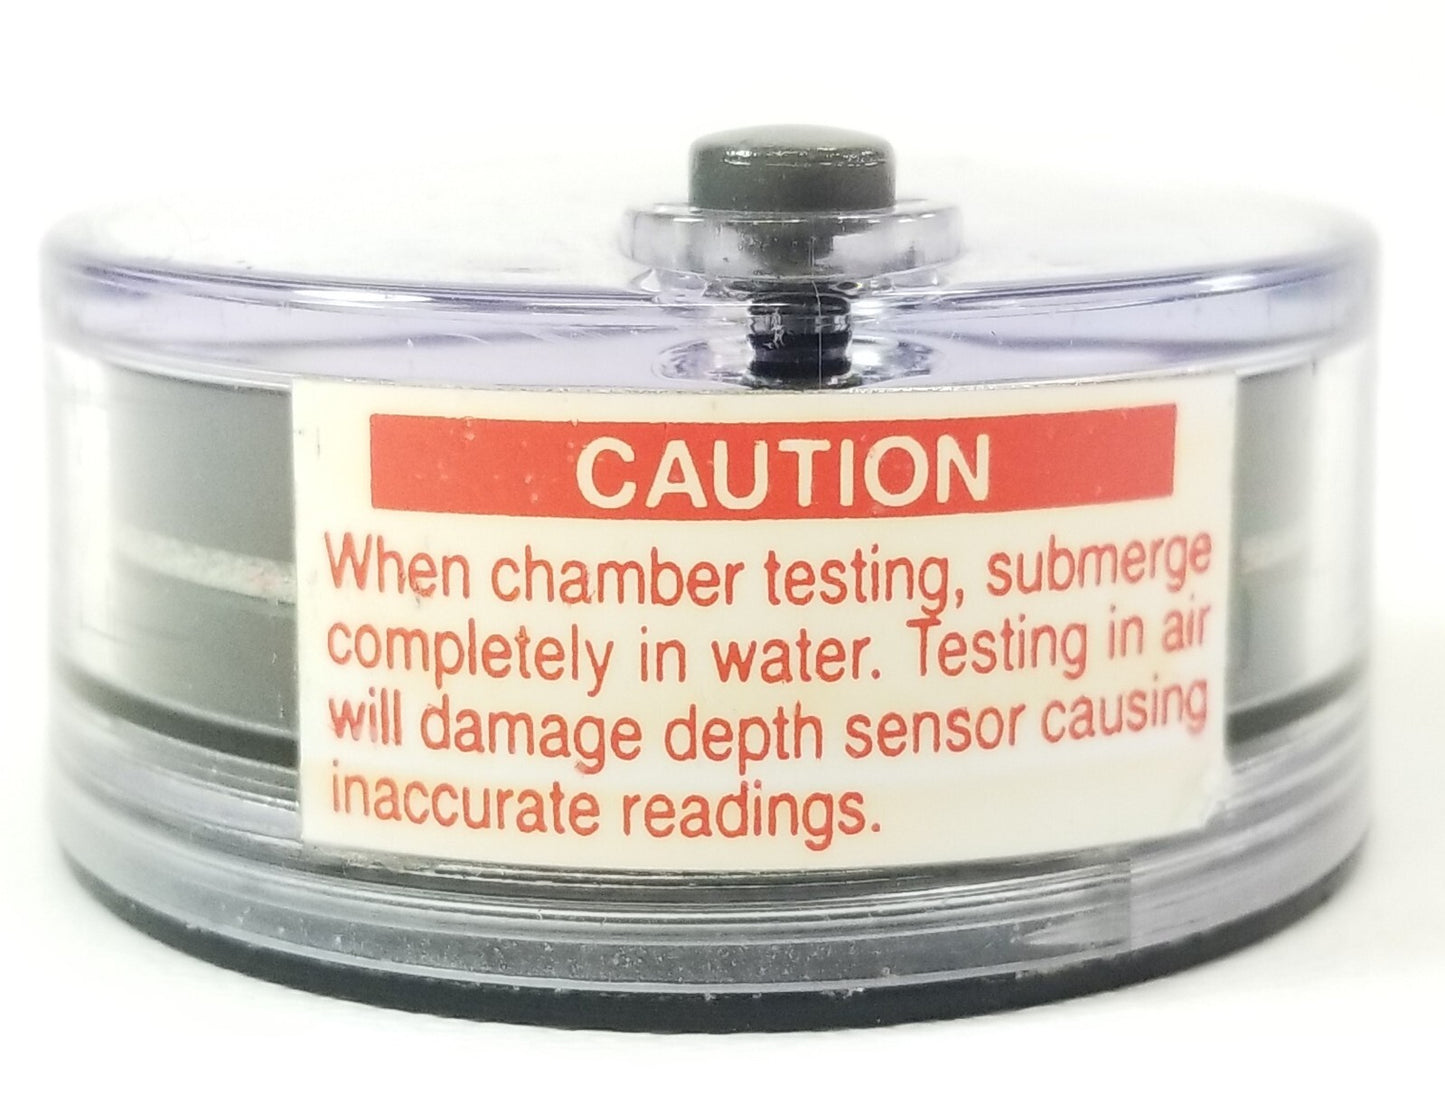 CAUTION
When chamber testing, submerge
completely in water. Testing in air
will damage depth sensor causing
inaccurate readings.